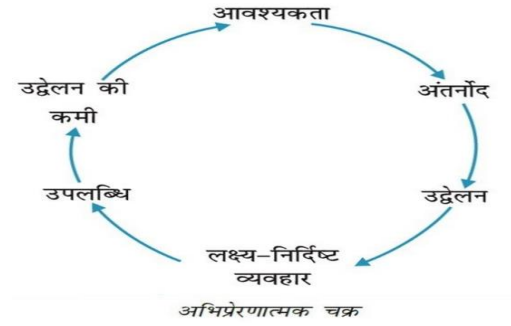 आवश्यकता
अंतर्नोद
उद्वेलन
लक्ष्य-निर्दिष्ट
व्यवहार
उपलब्धि
उद्वेलन की
कमी
अभिप्रेरणात्मक चक्र